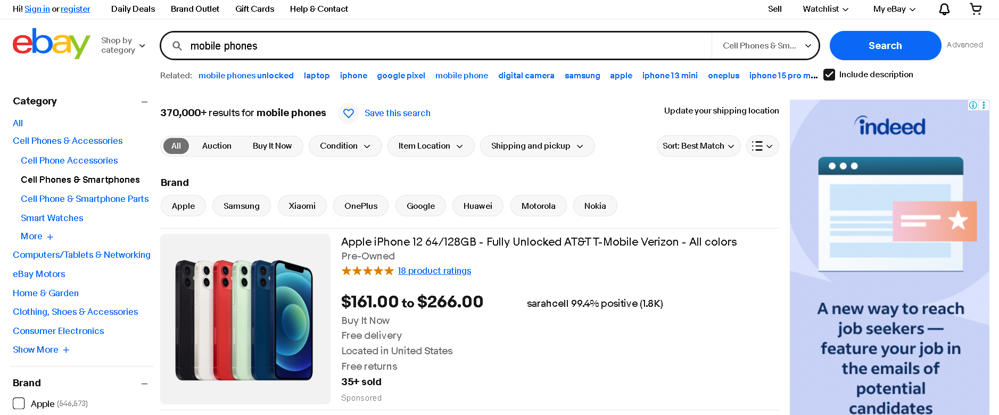 Hi! Sign in or register Daily Deals Brand Outlet Gift Cards Help & Contact Sell Watchlist My eBay
ebay
Shop by
category
mobile phones
Cell Phones & Sm...
Search
Advanced
Related: mobile phones unlocked laptop iphone google pixel mobile phone digital camera samsung apple iphone 13 mini oneplus iphone 15 pro m...
Include description
Category
All
Cell Phones & Accessories
Cell Phone Accessories
Cell Phones & Smartphones
Cell Phone & Smartphone Parts
Smart Watches
More
Computers/Tablets & Networking
eBay Motors
Home & Garden
Clothing, Shoes & Accessories
Consumer Electronics
Show More
Brand
Apple (546,573)
370,000+ results for mobile phones
Save this search
Update your shipping location
All Auction Buy It Now Condition Item Location Shipping and pickup Sort: Best Match
Brand
Apple Samsung Xiaomi OnePlus Google Huawei Motorola Nokia
Apple iPhone 12 64/128GB - Fully Unlocked AT&T T-Mobile Verizon - All colors
Pre-Owned
18 product ratings
$161.00 to $266.00
sarahcell 99.4% positive (1.8K)
Buy It Now
Free delivery
Located in United States
Free returns
35+ sold
Sponsored
indeed
A new way to reach
job seekers —
feature your job in
the emails of
potential
candidates